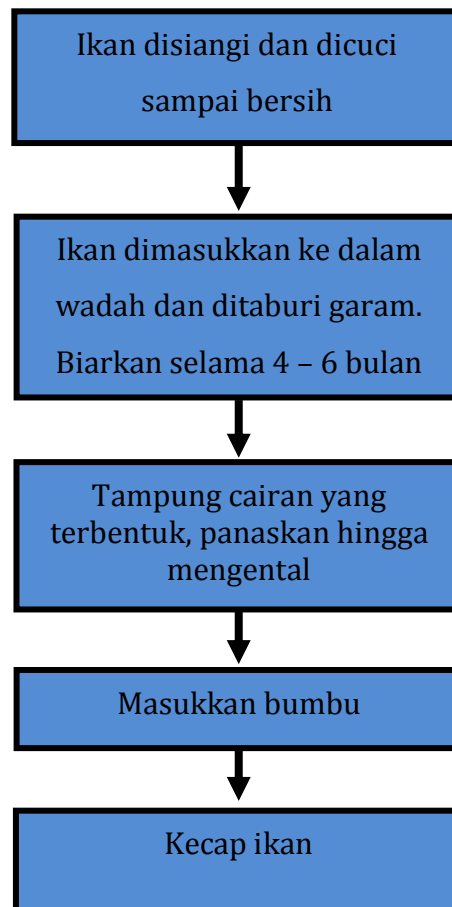 Ikan disiangi dan dicuci
sampai bersih
Ikan dimasukkan ke dalam
wadah dan ditaburi garam.
Biarkan selama 4 – 6 bulan
Tampung cairan yang
terbentuk, panaskan hingga
mengental
Masukkan bumbu
Kecap ikan